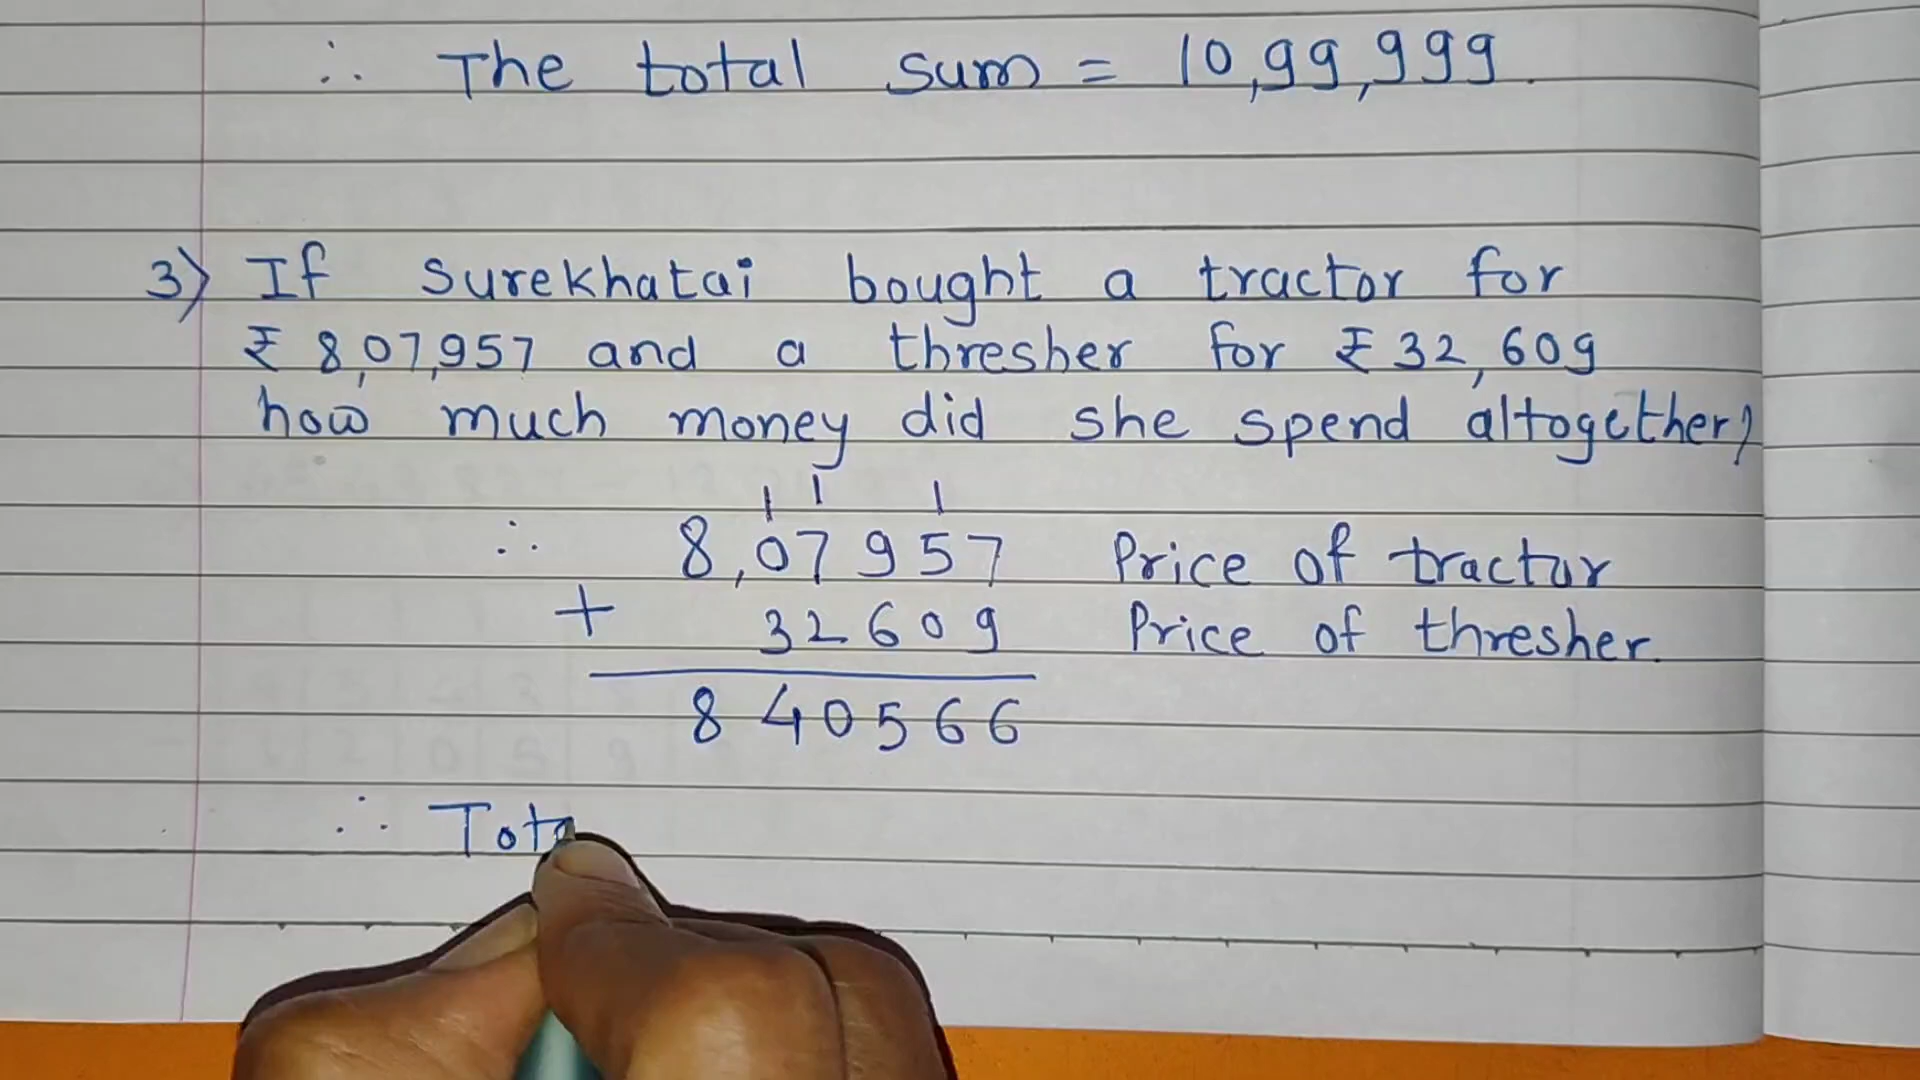 ∴ The total sum = 10,99,999.
3) If Surekhatai bought a tractor for
₹ 8,07,957 and a thresher for ₹ 32,609
how much money did she spend altogether?
1 1 1
∴ 8,07957 Price of tractor
+ 32609 Price of thresher.
840566
∴ Tota